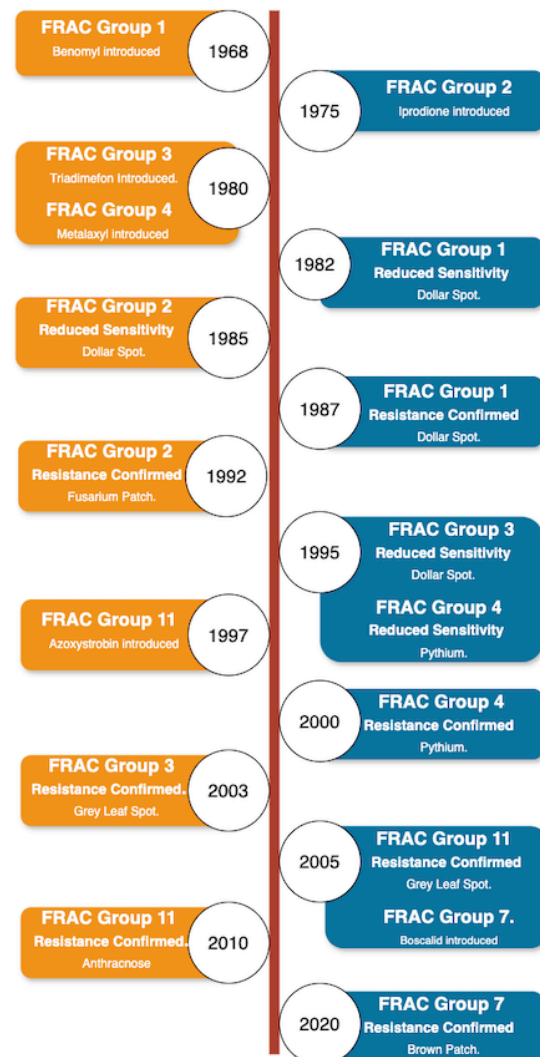 FRAC Group 1
Benomyl introduced
1968
FRAC Group 2
Iprodione introduced
1975
FRAC Group 3
Triadimefon Introduced.
FRAC Group 4
Metalaxyl introduced
1980
FRAC Group 1
Reduced Sensitivity
Dollar Spot.
1982
FRAC Group 2
Reduced Sensitivity
Dollar Spot.
1985
FRAC Group 1
Resistance Confirmed
Dollar Spot.
1987
FRAC Group 2
Resistance Confirmed
Fusarium Patch.
1992
FRAC Group 3
Reduced Sensitivity
Dollar Spot.
FRAC Group 4
Reduced Sensitivity
Pythium.
1995
FRAC Group 11
Azoxystrobin introduced
1997
FRAC Group 4
Resistance Confirmed
Pythium.
2000
FRAC Group 3
Resistance Confirmed.
Grey Leaf Spot.
2003
FRAC Group 11
Resistance Confirmed
Grey Leaf Spot.
FRAC Group 7.
Boscalid introduced
2005
FRAC Group 11
Resistance Confirmed.
Anthracnose
2010
FRAC Group 7
Resistance Confirmed
Brown Patch.
2020